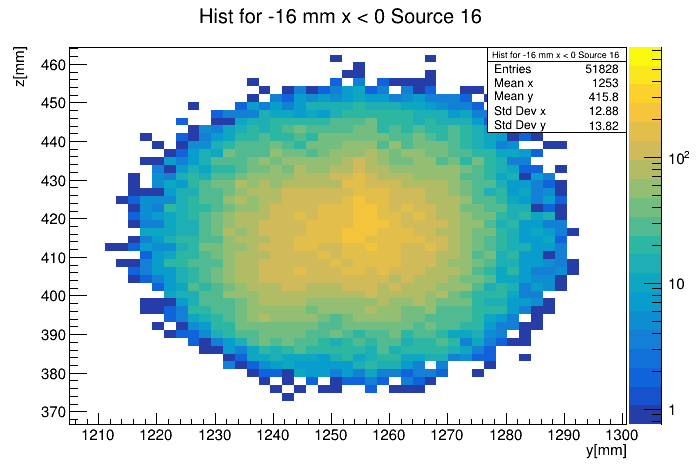 Hist for -16 mm x < 0 Source 16
z[mm]
460
450
440
430
420
410
400
390
380
370
Hist for -16 mm x < 0 Source 16
Entries 51828
Mean x 1253
Mean y 415.8
Std Dev x 12.88
Std Dev y 13.82
10²
10
1
1210 1220 1230 1240 1250 1260 1270 1280 1290 1300
y[mm]